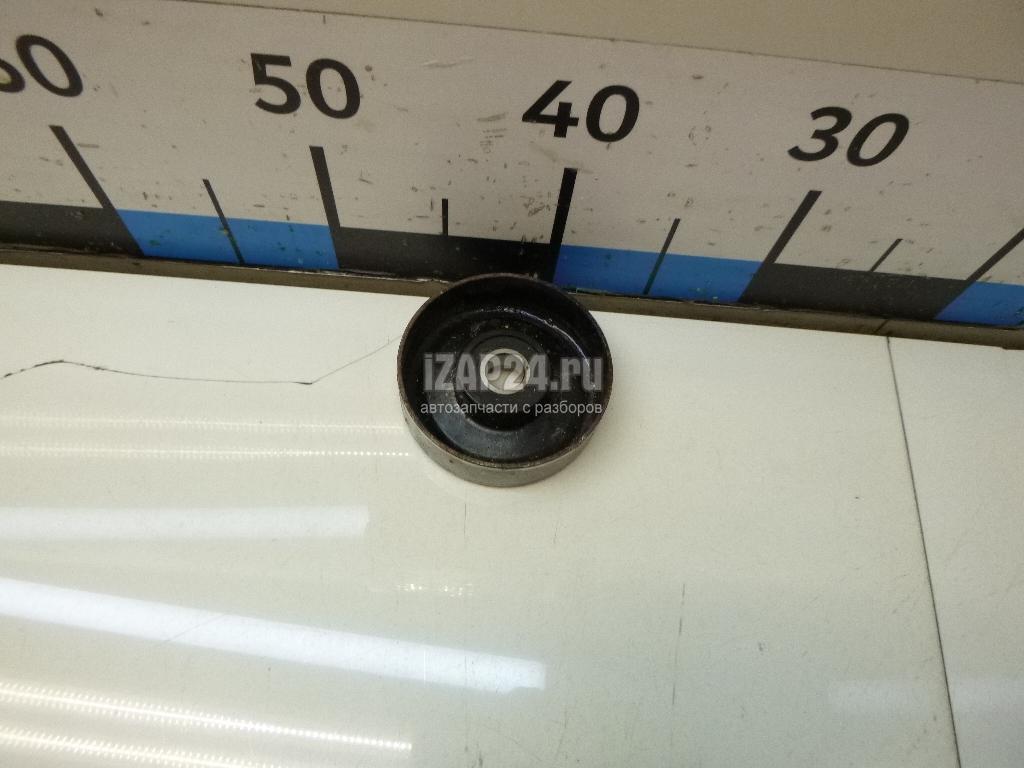 50 40 30
iZAP24.ru
автозапчасти с разборов